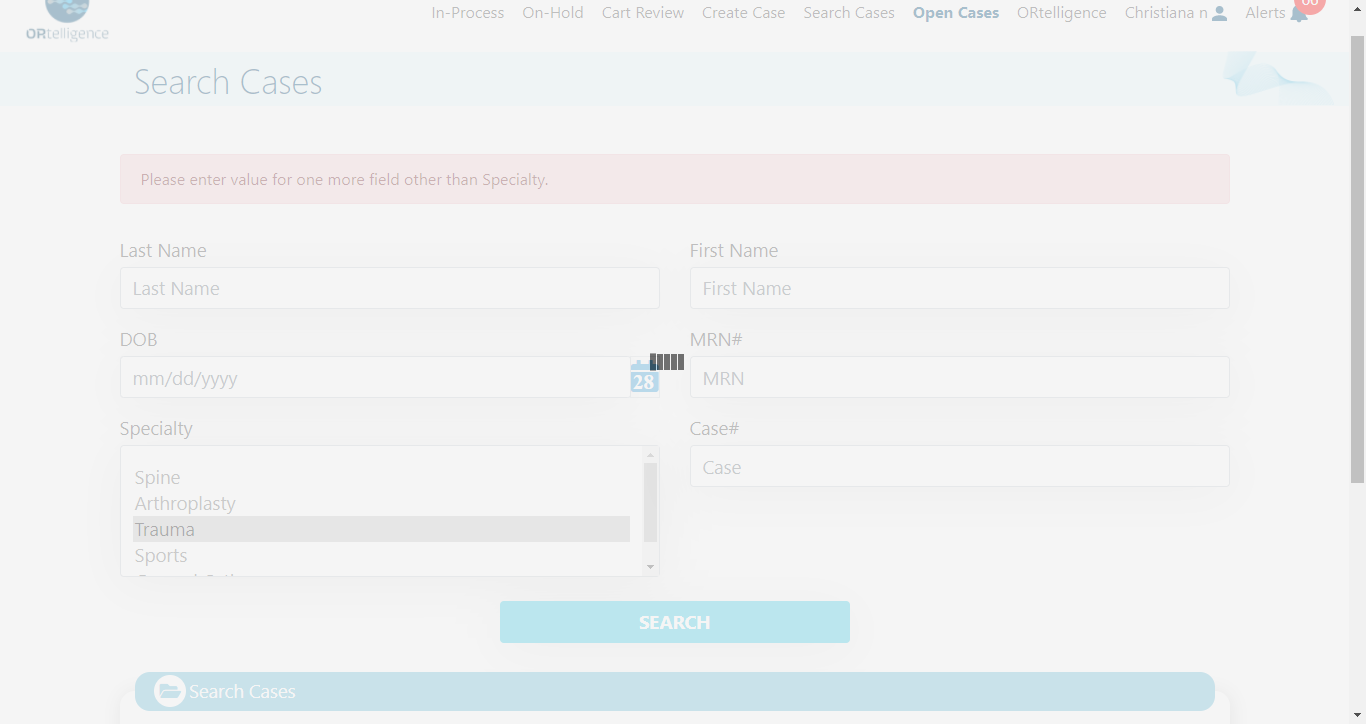 In-Process On-Hold Cart Review Create Case Search Cases Open Cases ORtelligence Christiana n Alerts
ORtelligence
Search Cases
Please enter value for one more field other than Specialty.
Last Name First Name
Last Name First Name
DOB MRN#
mm/dd/yyyy 28 MRN
Specialty Case#
Case
Spine
Arthroplasty
Trauma
Sports
SEARCH
Search Cases